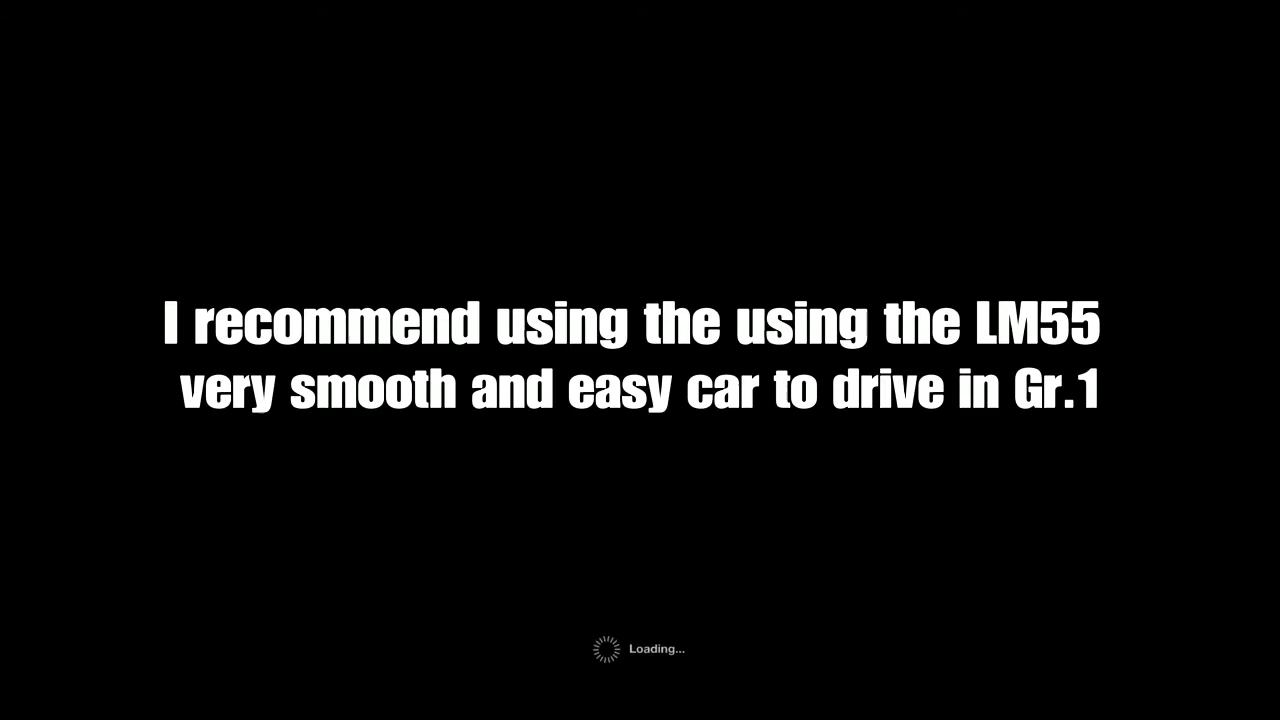 I recommend using the using the LM55
very smooth and easy car to drive in Gr.1
Loading...